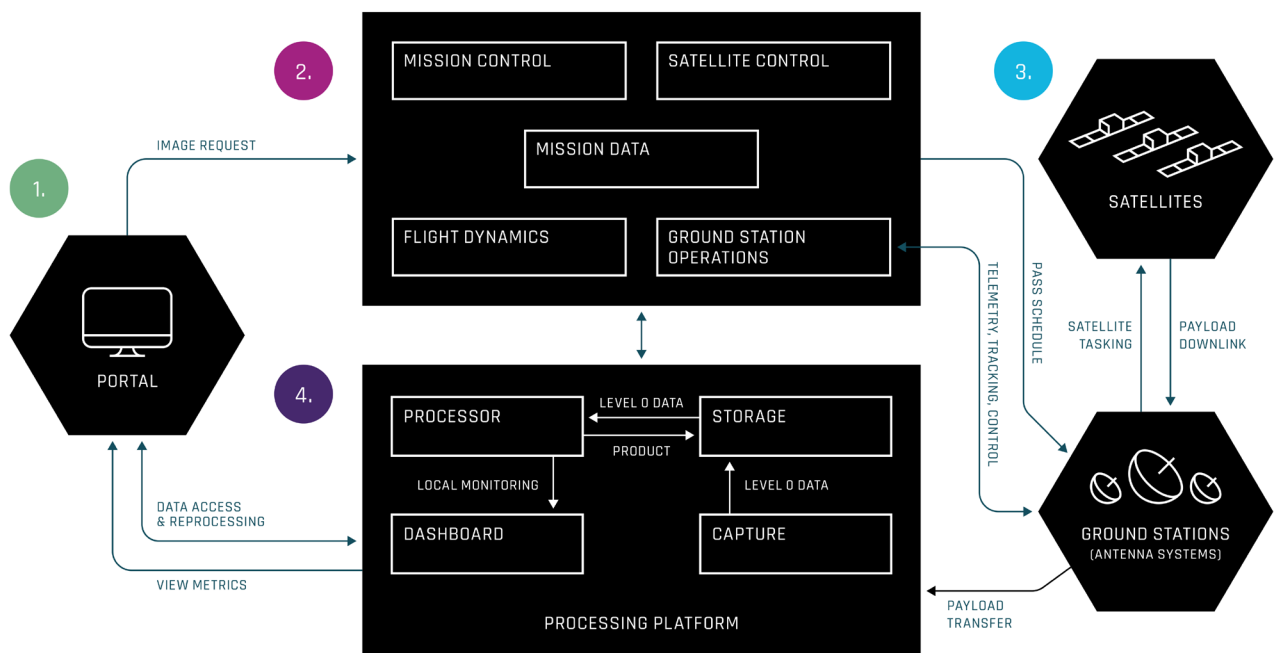 1.
IMAGE REQUEST
PORTAL
2.
MISSION CONTROL
SATELLITE CONTROL
MISSION DATA
FLIGHT DYNAMICS
GROUND STATION
OPERATIONS
3.
SATELLITES
TELEMETRY, TRACKING, CONTROL
PASS SCHEDULE
SATELLITE
TASKING
PAYLOAD
DOWNLINK
GROUND STATIONS
(ANTENNA SYSTEMS)
PAYLOAD
TRANSFER
4.
PROCESSOR
LEVEL 0 DATA
PRODUCT
STORAGE
LOCAL MONITORING
LEVEL 0 DATA
DASHBOARD
CAPTURE
PROCESSING PLATFORM
DATA ACCESS
& REPROCESSING
VIEW METRICS